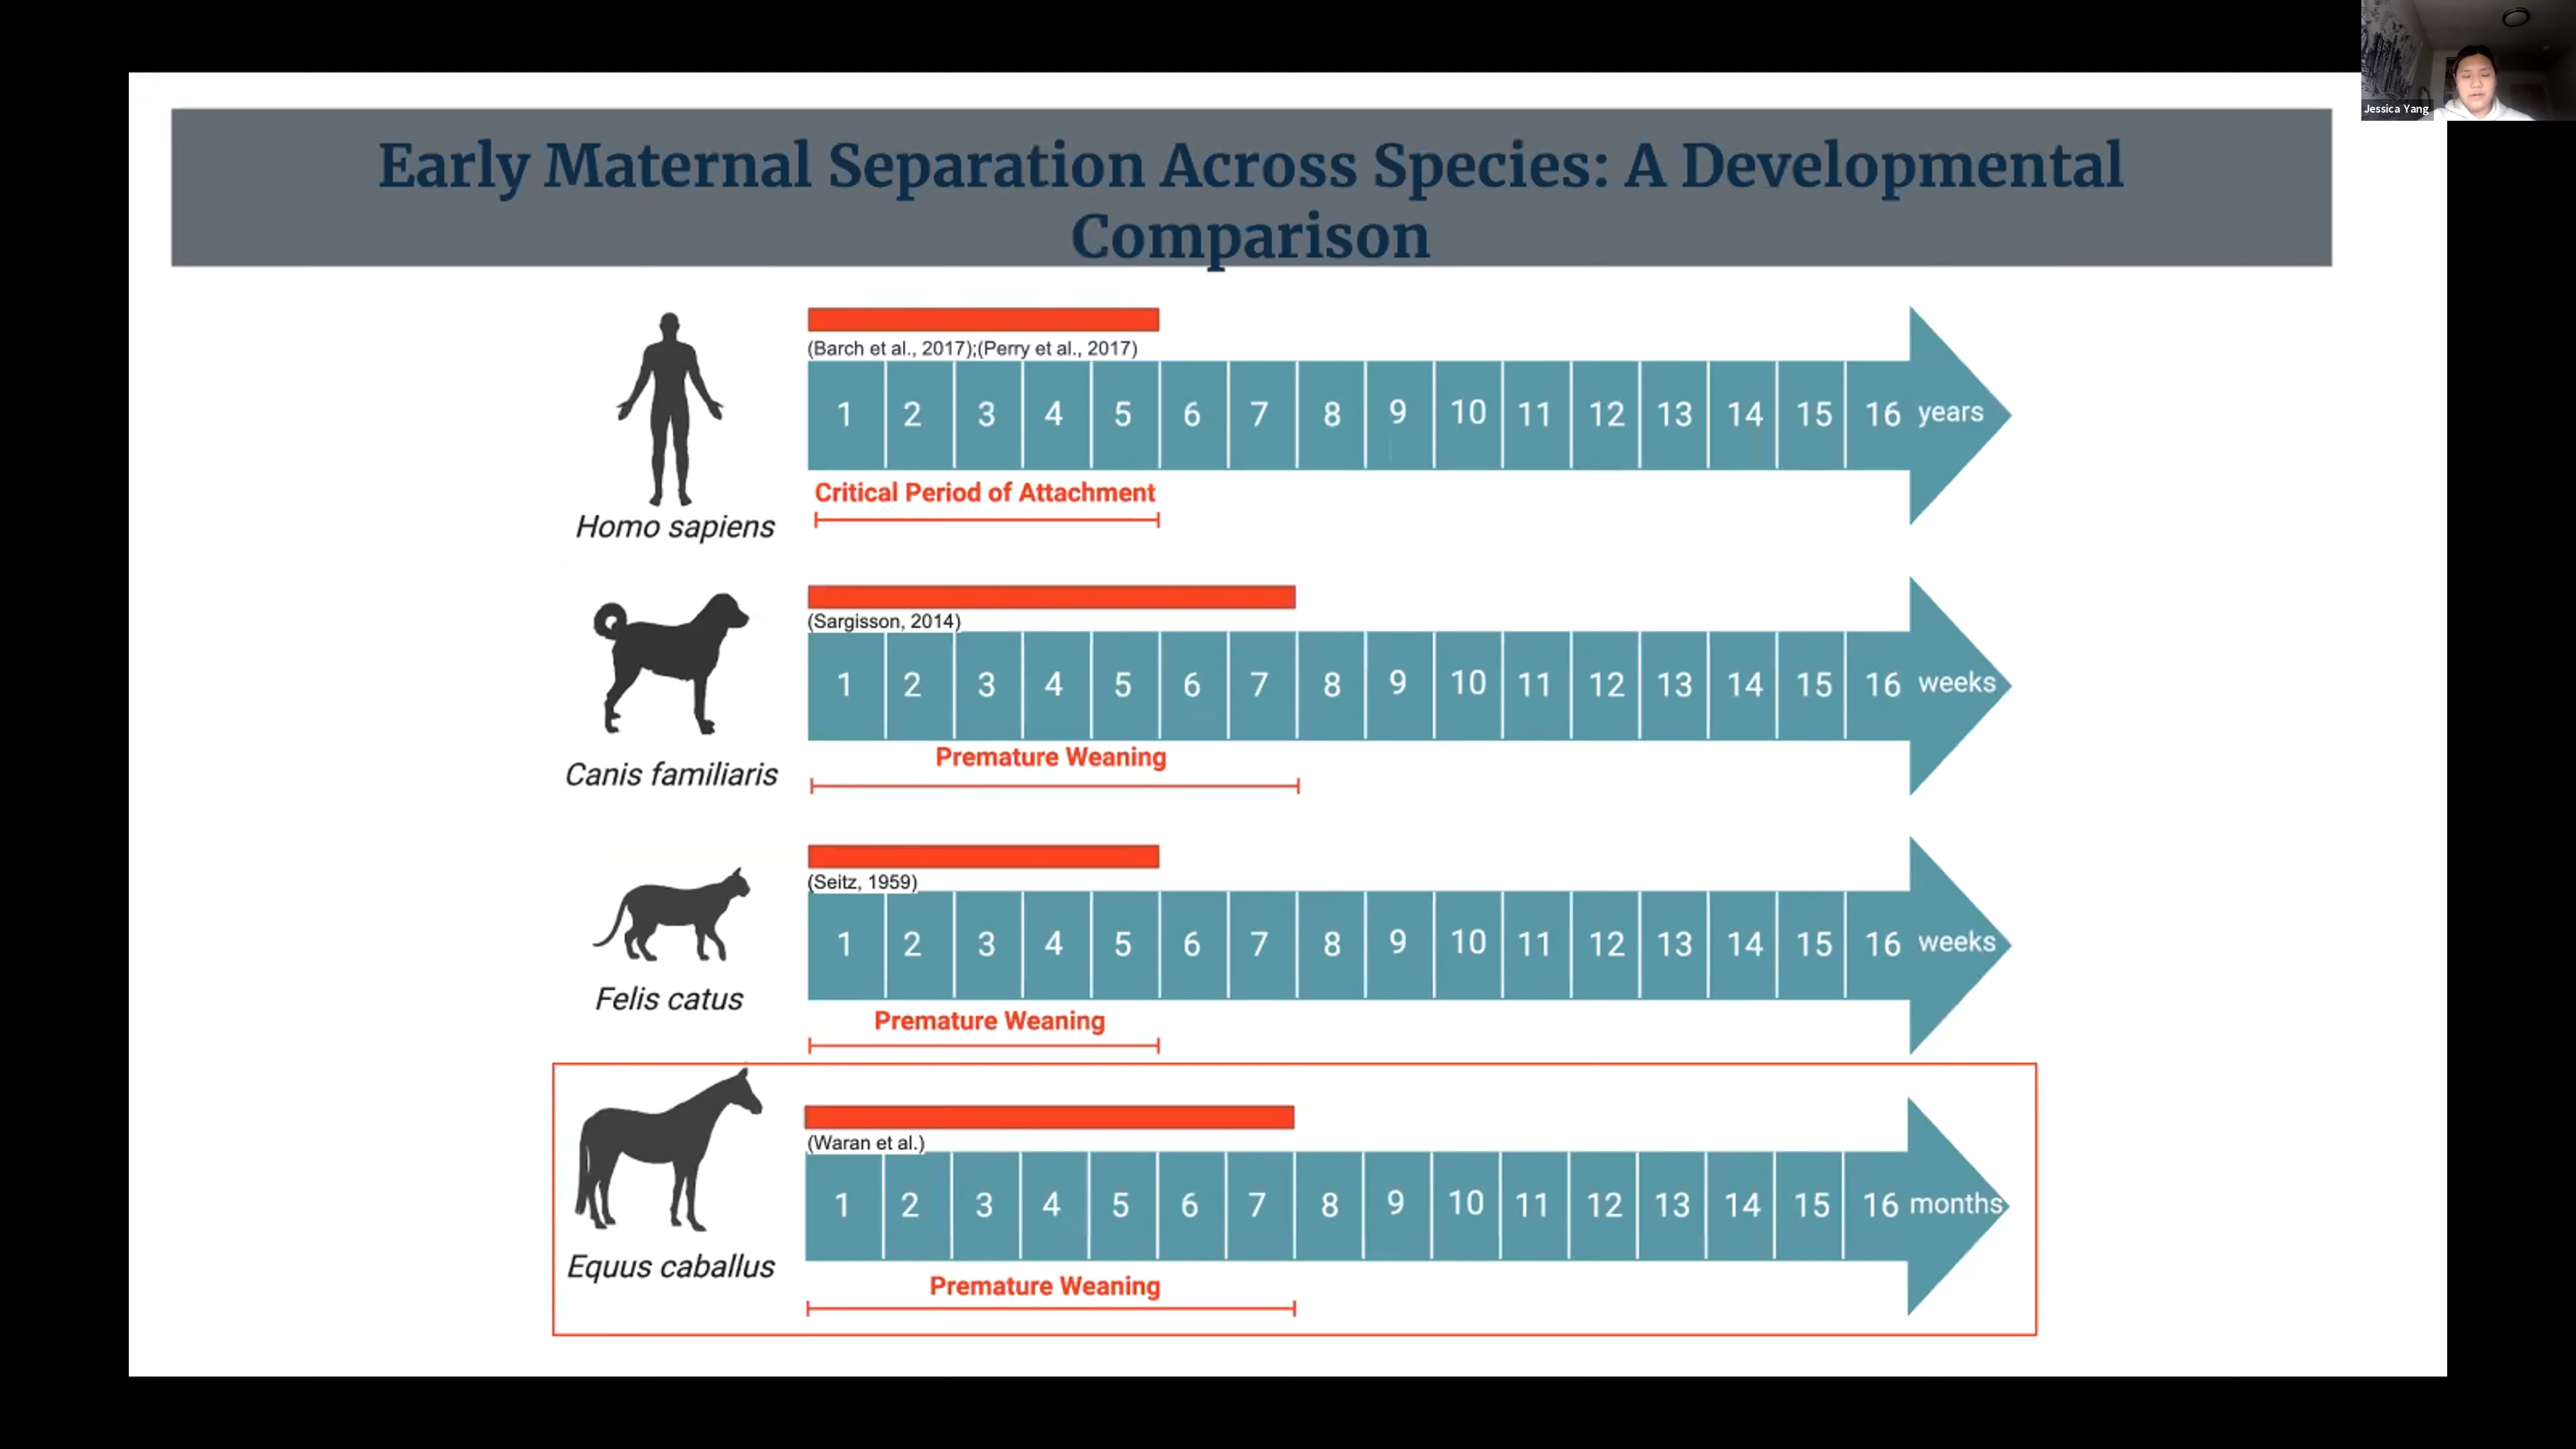 Jessica Yang
Early Maternal Separation Across Species: A Developmental
Comparison
(Barch et al., 2017);(Perry et al., 2017)
1 2 3 4 5 6 7 8 9 10 11 12 13 14 15 16 years
Critical Period of Attachment
Homo sapiens
(Sargisson, 2014)
1 2 3 4 5 6 7 8 9 10 11 12 13 14 15 16 weeks
Premature Weaning
Canis familiaris
(Seitz, 1959)
1 2 3 4 5 6 7 8 9 10 11 12 13 14 15 16 weeks
Premature Weaning
Felis catus
(Waran et al.)
1 2 3 4 5 6 7 8 9 10 11 12 13 14 15 16 months
Premature Weaning
Equus caballus